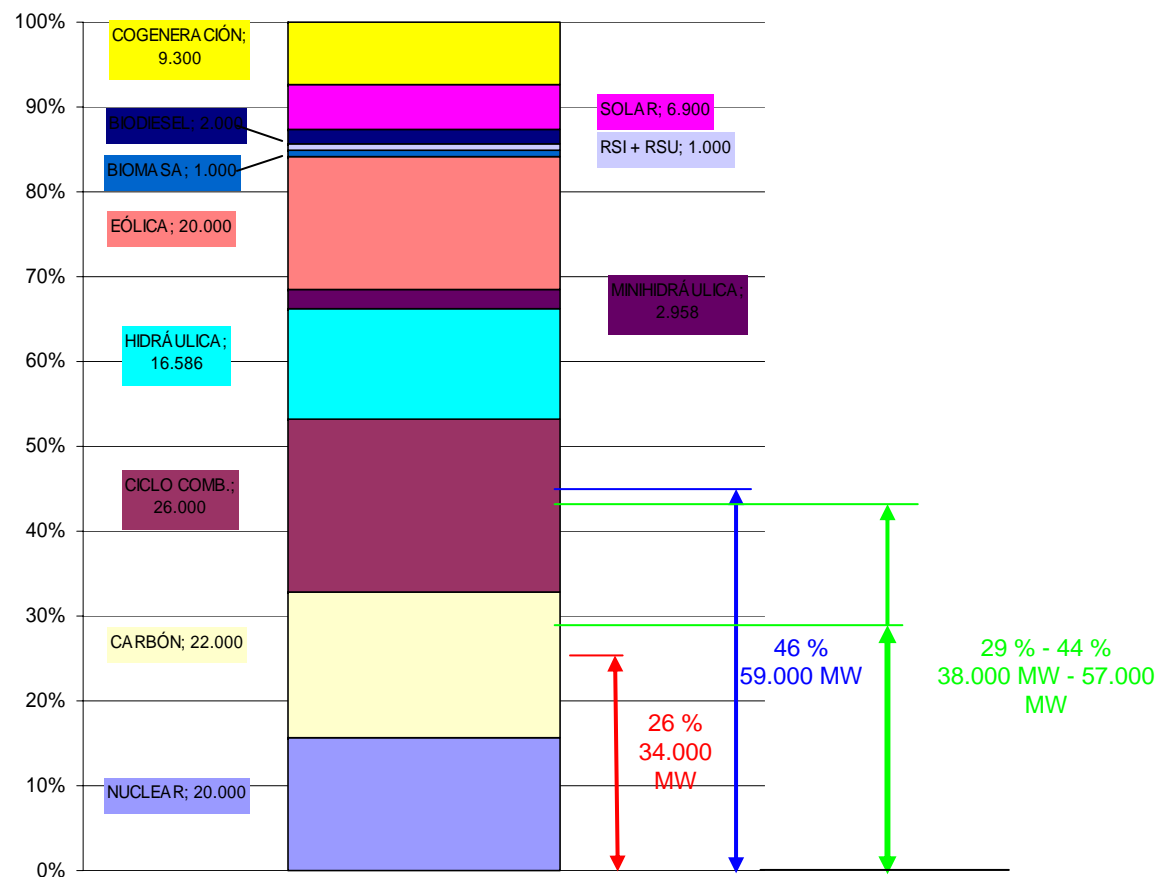 100%
90%
80%
70%
60%
50%
40%
30%
20%
10%
0%
COGENERACIÓN;
9.300
BIODIESEL; 2.000
BIOMASA; 1.000
EÓLICA; 20.000
HIDRÁULICA;
16.586
CICLO COMB.;
26.000
CARBÓN; 22.000
NUCLEAR; 20.000
SOLAR; 6.900
RSI + RSU; 1.000
MINIHIDRÁULICA;
2.958
26 %
34.000
MW
46 %
59.000 MW
29 % - 44 %
38.000 MW - 57.000
MW